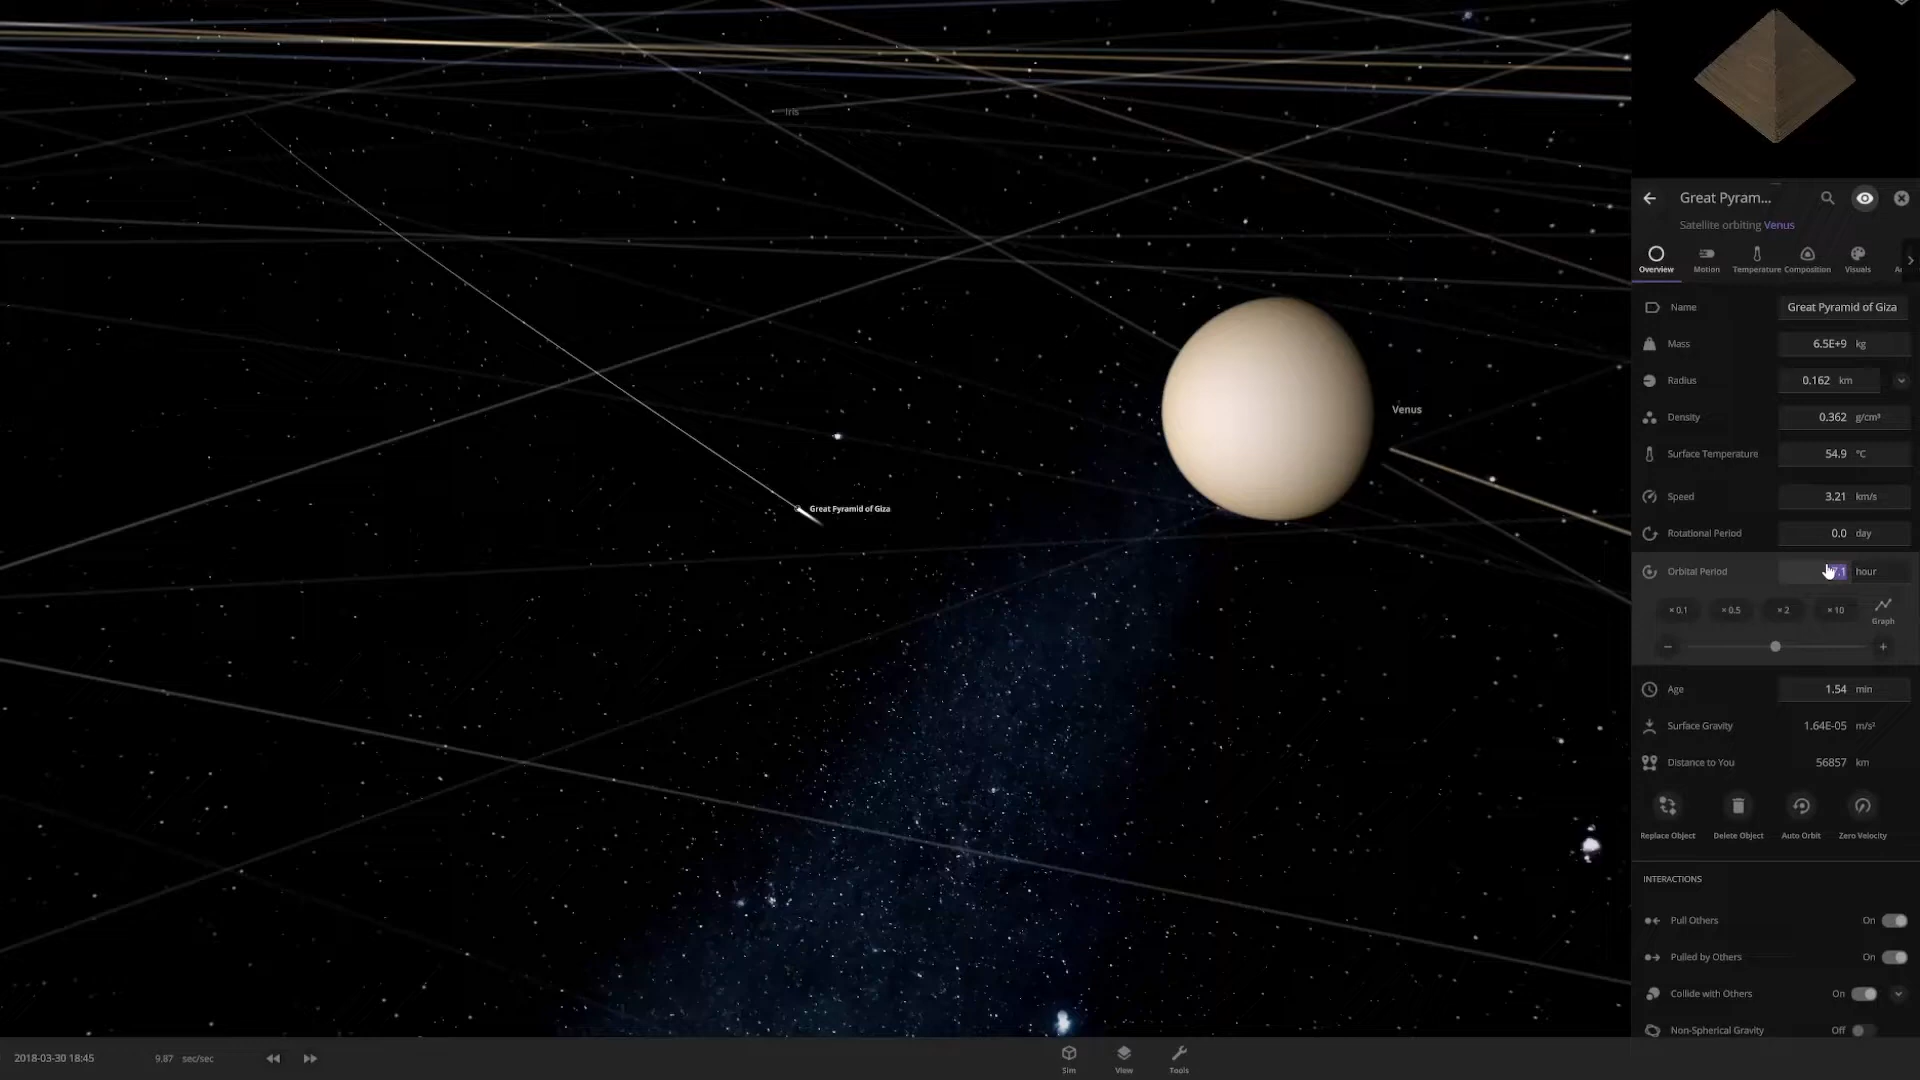 Iris
Venus
Great Pyramid of Giza
Great Pyram...
Satellite orbiting Venus
Overview
Motion
Temperature
Composition
Visuals
Name
Great Pyramid of Giza
Mass
6.5E+9 kg
Radius
0.162 km
Density
0.362 g/cm³
Surface Temperature
54.9 °C
Speed
3.21 km/s
Rotational Period
0.0 day
Orbital Period
hour
×0.1
×0.5
×2
×10
Graph
Age
1.54 min
Surface Gravity
1.64E-05 m/s²
Distance to You
56857 km
Replace Object
Delete Object
Auto Orbit
Zero Velocity
INTERACTIONS
Pull Others
On
Pulled by Others
On
Collide with Others
On
Non-Spherical Gravity
Off
2018-03-30 18:45
9.87 sec/sec
Sim
View
Tools